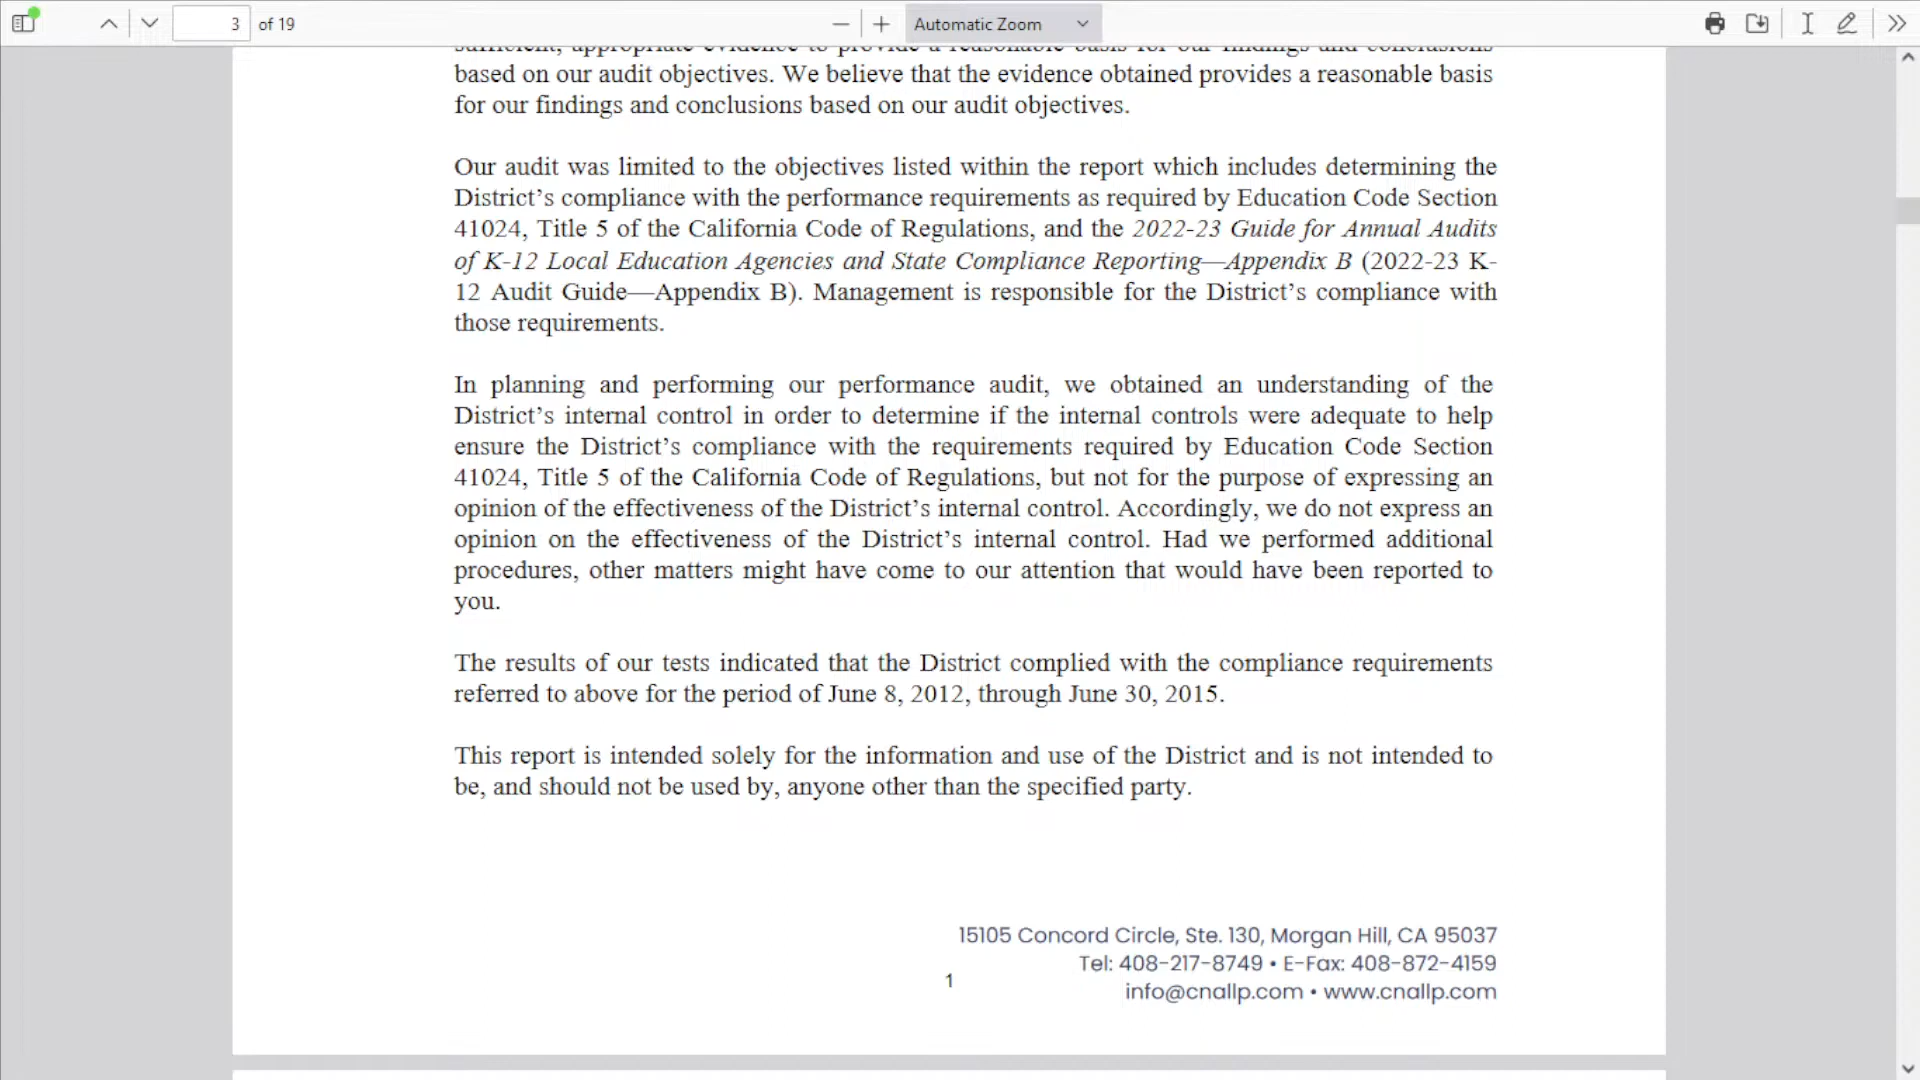 3 of 19
Automatic Zoom
sufficient, appropriate evidence to provide a reasonable basis for our findings and conclusions
based on our audit objectives. We believe that the evidence obtained provides a reasonable basis
for our findings and conclusions based on our audit objectives.
Our audit was limited to the objectives listed within the report which includes determining the
District’s compliance with the performance requirements as required by Education Code Section
41024, Title 5 of the California Code of Regulations, and the 2022-23 Guide for Annual Audits
of K-12 Local Education Agencies and State Compliance Reporting—Appendix B (2022-23 K-
12 Audit Guide—Appendix B). Management is responsible for the District’s compliance with
those requirements.
In planning and performing our performance audit, we obtained an understanding of the
District’s internal control in order to determine if the internal controls were adequate to help
ensure the District’s compliance with the requirements required by Education Code Section
41024, Title 5 of the California Code of Regulations, but not for the purpose of expressing an
opinion of the effectiveness of the District’s internal control. Accordingly, we do not express an
opinion on the effectiveness of the District’s internal control. Had we performed additional
procedures, other matters might have come to our attention that would have been reported to
you.
The results of our tests indicated that the District complied with the compliance requirements
referred to above for the period of June 8, 2012, through June 30, 2015.
This report is intended solely for the information and use of the District and is not intended to
be, and should not be used by, anyone other than the specified party.
15105 Concord Circle, Ste. 130, Morgan Hill, CA 95037
Tel: 408-217-8749 • E-Fax: 408-872-4159
1
info@cnallp.com • www.cnallp.com